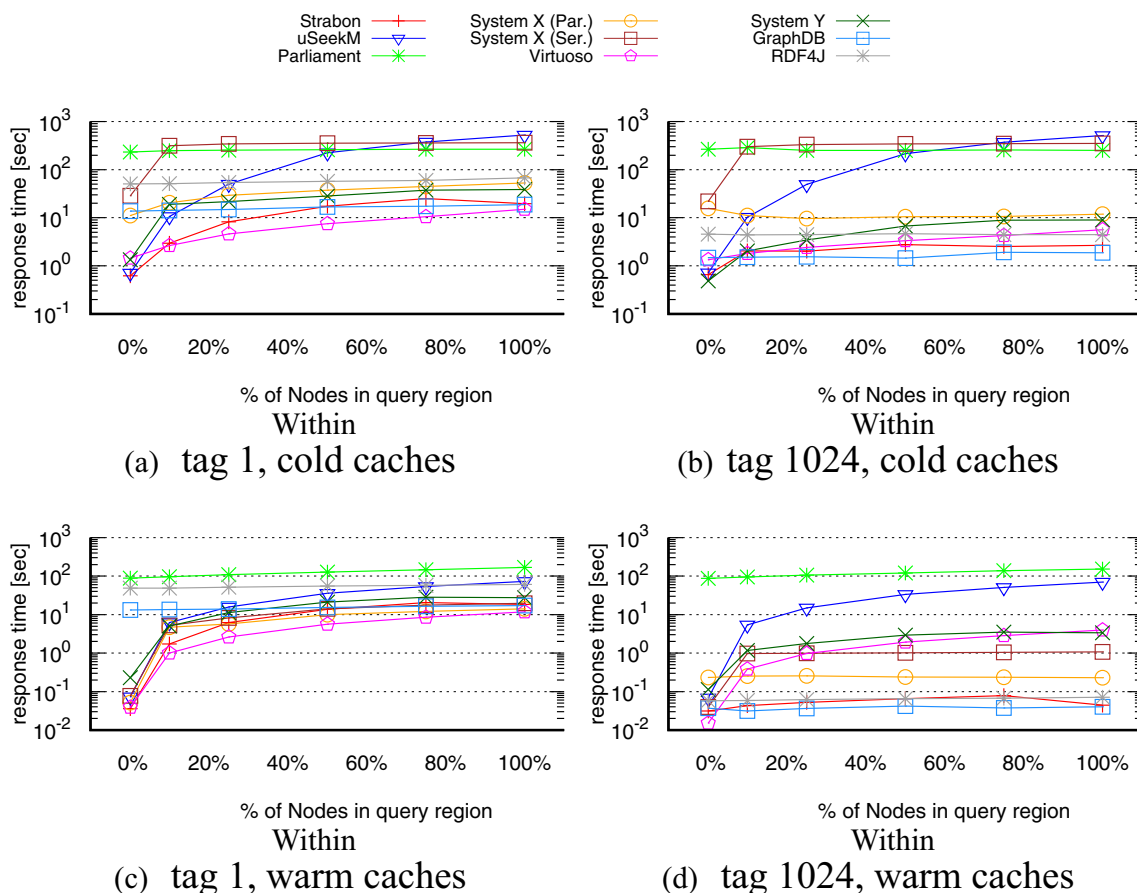 Strabon
uSeekM
Parliament
System X (Par.)
System X (Ser.)
Virtuoso
System Y
GraphDB
RDF4J
response time [sec]
10^3
10^2
10^1
10^0
10^-1
0% 20% 40% 60% 80% 100%
% of Nodes in query region
Within
(a) tag 1, cold caches
response time [sec]
10^3
10^2
10^1
10^0
10^-1
0% 20% 40% 60% 80% 100%
% of Nodes in query region
Within
(b) tag 1024, cold caches
response time [sec]
10^3
10^2
10^1
10^0
10^-1
10^-2
0% 20% 40% 60% 80% 100%
% of Nodes in query region
Within
(c) tag 1, warm caches
response time [sec]
10^3
10^2
10^1
10^0
10^-1
10^-2
0% 20% 40% 60% 80% 100%
% of Nodes in query region
Within
(d) tag 1024, warm caches